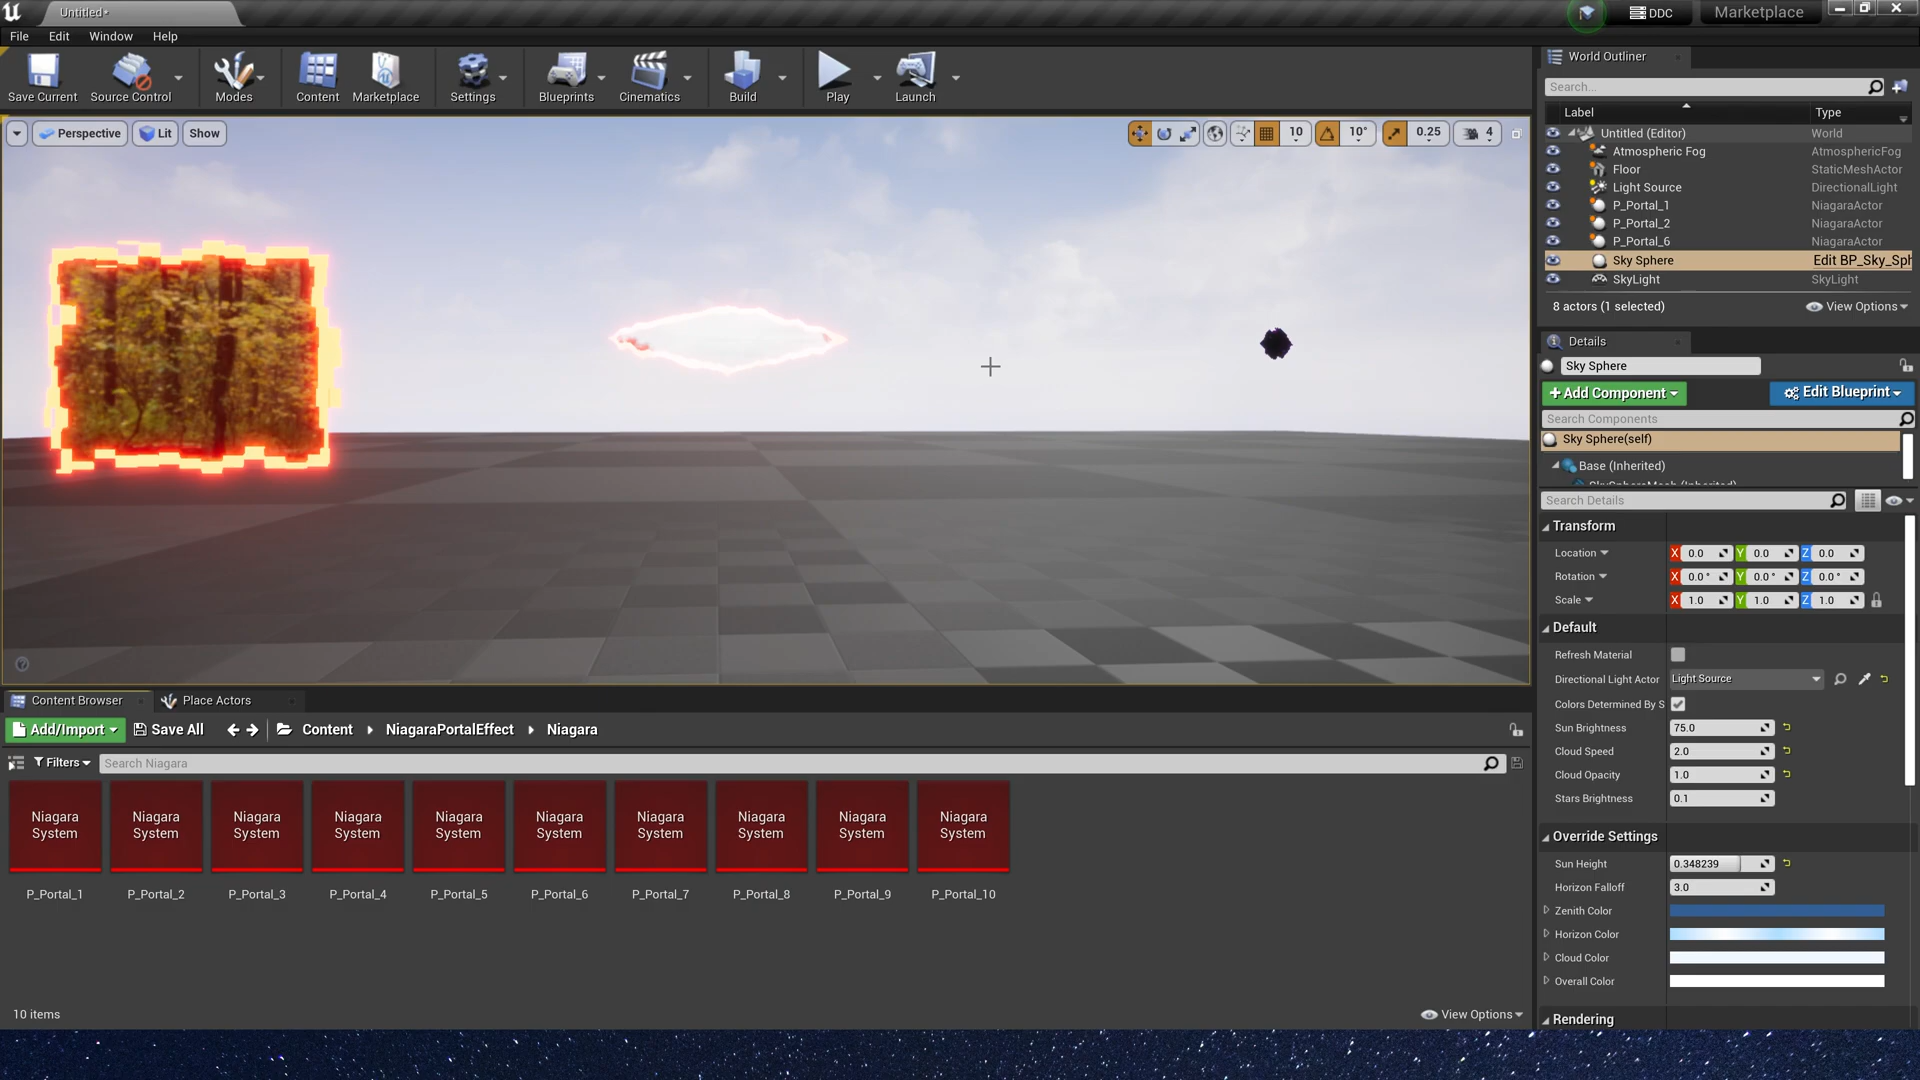 Untitled•
DDC
Marketplace
File Edit Window Help
Save Current
Source Control
Modes
Content
Marketplace
Settings
Blueprints
Cinematics
Build
Play
Launch
Perspective
Lit
Show
10
10°
0.25
4
World Outliner
Search...
Label Type
Untitled (Editor) World
Atmospheric Fog AtmosphericFog
Floor StaticMeshActor
Light Source DirectionalLight
P_Portal_1 NiagaraActor
P_Portal_2 NiagaraActor
P_Portal_6 NiagaraActor
Sky Sphere Edit BP_Sky_Sph
SkyLight SkyLight
8 actors (1 selected) View Options
Details
Sky Sphere
+ Add Component Edit Blueprint
Search Components
Sky Sphere(self)
Base (Inherited)
SkySphereMesh (Inherited)
Search Details
Transform
Location X 0.0 Y 0.0 Z 0.0
Rotation X 0.0° Y 0.0° Z 0.0°
Scale X 1.0 Y 1.0 Z 1.0
Default
Refresh Material
Directional Light Actor Light Source
Colors Determined By S
Sun Brightness 75.0
Cloud Speed 2.0
Cloud Opacity 1.0
Stars Brightness 0.1
Override Settings
Sun Height 0.348239
Horizon Falloff 3.0
Zenith Color
Horizon Color
Cloud Color
Overall Color
Rendering
Content Browser
Place Actors
Add/Import Save All Content NiagaraPortalEffect Niagara
Filters Search Niagara
Niagara System
Niagara System
Niagara System
Niagara System
Niagara System
Niagara System
Niagara System
Niagara System
Niagara System
Niagara System
P_Portal_1 P_Portal_2 P_Portal_3 P_Portal_4 P_Portal_5 P_Portal_6 P_Portal_7 P_Portal_8 P_Portal_9 P_Portal_10
10 items View Options